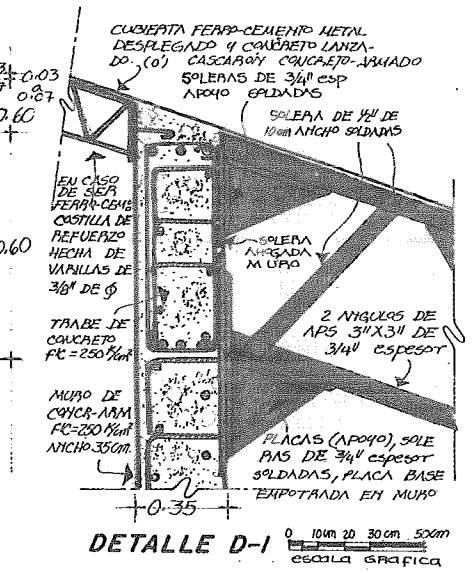 CUBIERTA FERRO-CEMENTO METAL
DESPLEGADO Y CONCRETO LANZA-
DO. (O) CASCARON CONCRETO-ARMADO
SOLERAS DE 3/4" esp
APOYO SOLDADAS
SOLERA DE 1/2" DE
10cm ANCHO SOLDADAS
0.03
a
0.07
0.60
EN CASO
DE SER
FERR-CEM.
COSTILLA DE
REFUERZO
HECHA DE
VARILLAS DE
3/8" DE φ
SOLERA
AHOGADA
MURO
0.60
2 ANGULOS DE
APS 3"X3" DE
3/4" espesor
TRABE DE
CONCRETO
F'C=250 K/cm²
MURO DE
CONCR-ARM
F'C=250 K/cm²
ANCHO 35cm.
PLACAS (APOYO), SOLE
RAS DE 3/4" espesor
SOLDADAS, PLACA BASE
EMPOTRADA EN MURO
0.35
DETALLE D-1
0 10cm 20 30cm 50cm
ESCALA GRAFICA